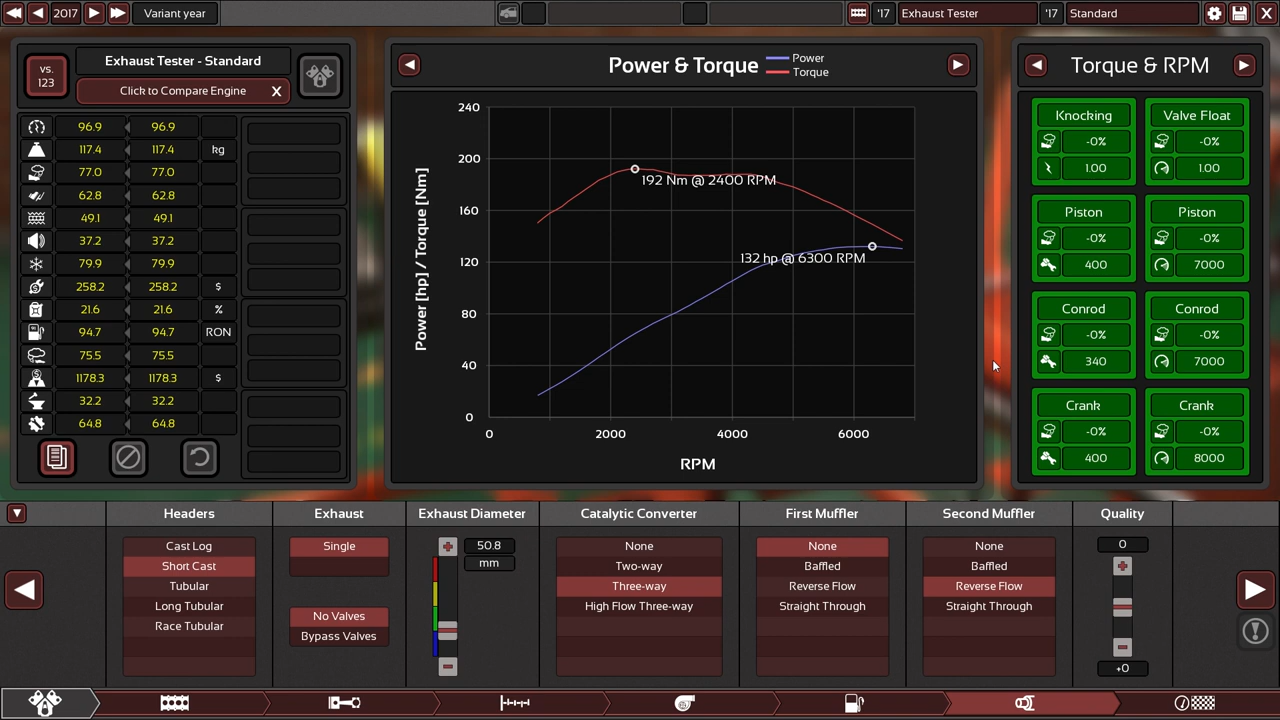 2017
Variant year
'17
Exhaust Tester
'17
Standard
vs.
123
Exhaust Tester - Standard
Click to Compare Engine
X
96.9 96.9
117.4 117.4 kg
77.0 77.0
62.8 62.8
49.1 49.1
37.2 37.2
79.9 79.9
258.2 258.2 $
21.6 21.6 %
94.7 94.7 RON
75.5 75.5
1178.3 1178.3 $
32.2 32.2
64.8 64.8
Power & Torque
Power
Torque
240
200
160
120
80
40
0
Power [hp] / Torque [Nm]
192 Nm @ 2400 RPM
132 hp @ 6300 RPM
0 2000 4000 6000
RPM
Torque & RPM
Knocking Valve Float
-0% -0%
1.00 1.00
Piston Piston
-0% -0%
400 7000
Conrod Conrod
-0% -0%
340 7000
Crank Crank
-0% -0%
400 8000
Headers
Cast Log
Short Cast
Tubular
Long Tubular
Race Tubular
Exhaust
Single
No Valves
Bypass Valves
Exhaust Diameter
50.8
mm
Catalytic Converter
None
Two-way
Three-way
High Flow Three-way
First Muffler
None
Baffled
Reverse Flow
Straight Through
Second Muffler
None
Baffled
Reverse Flow
Straight Through
Quality
0
+0